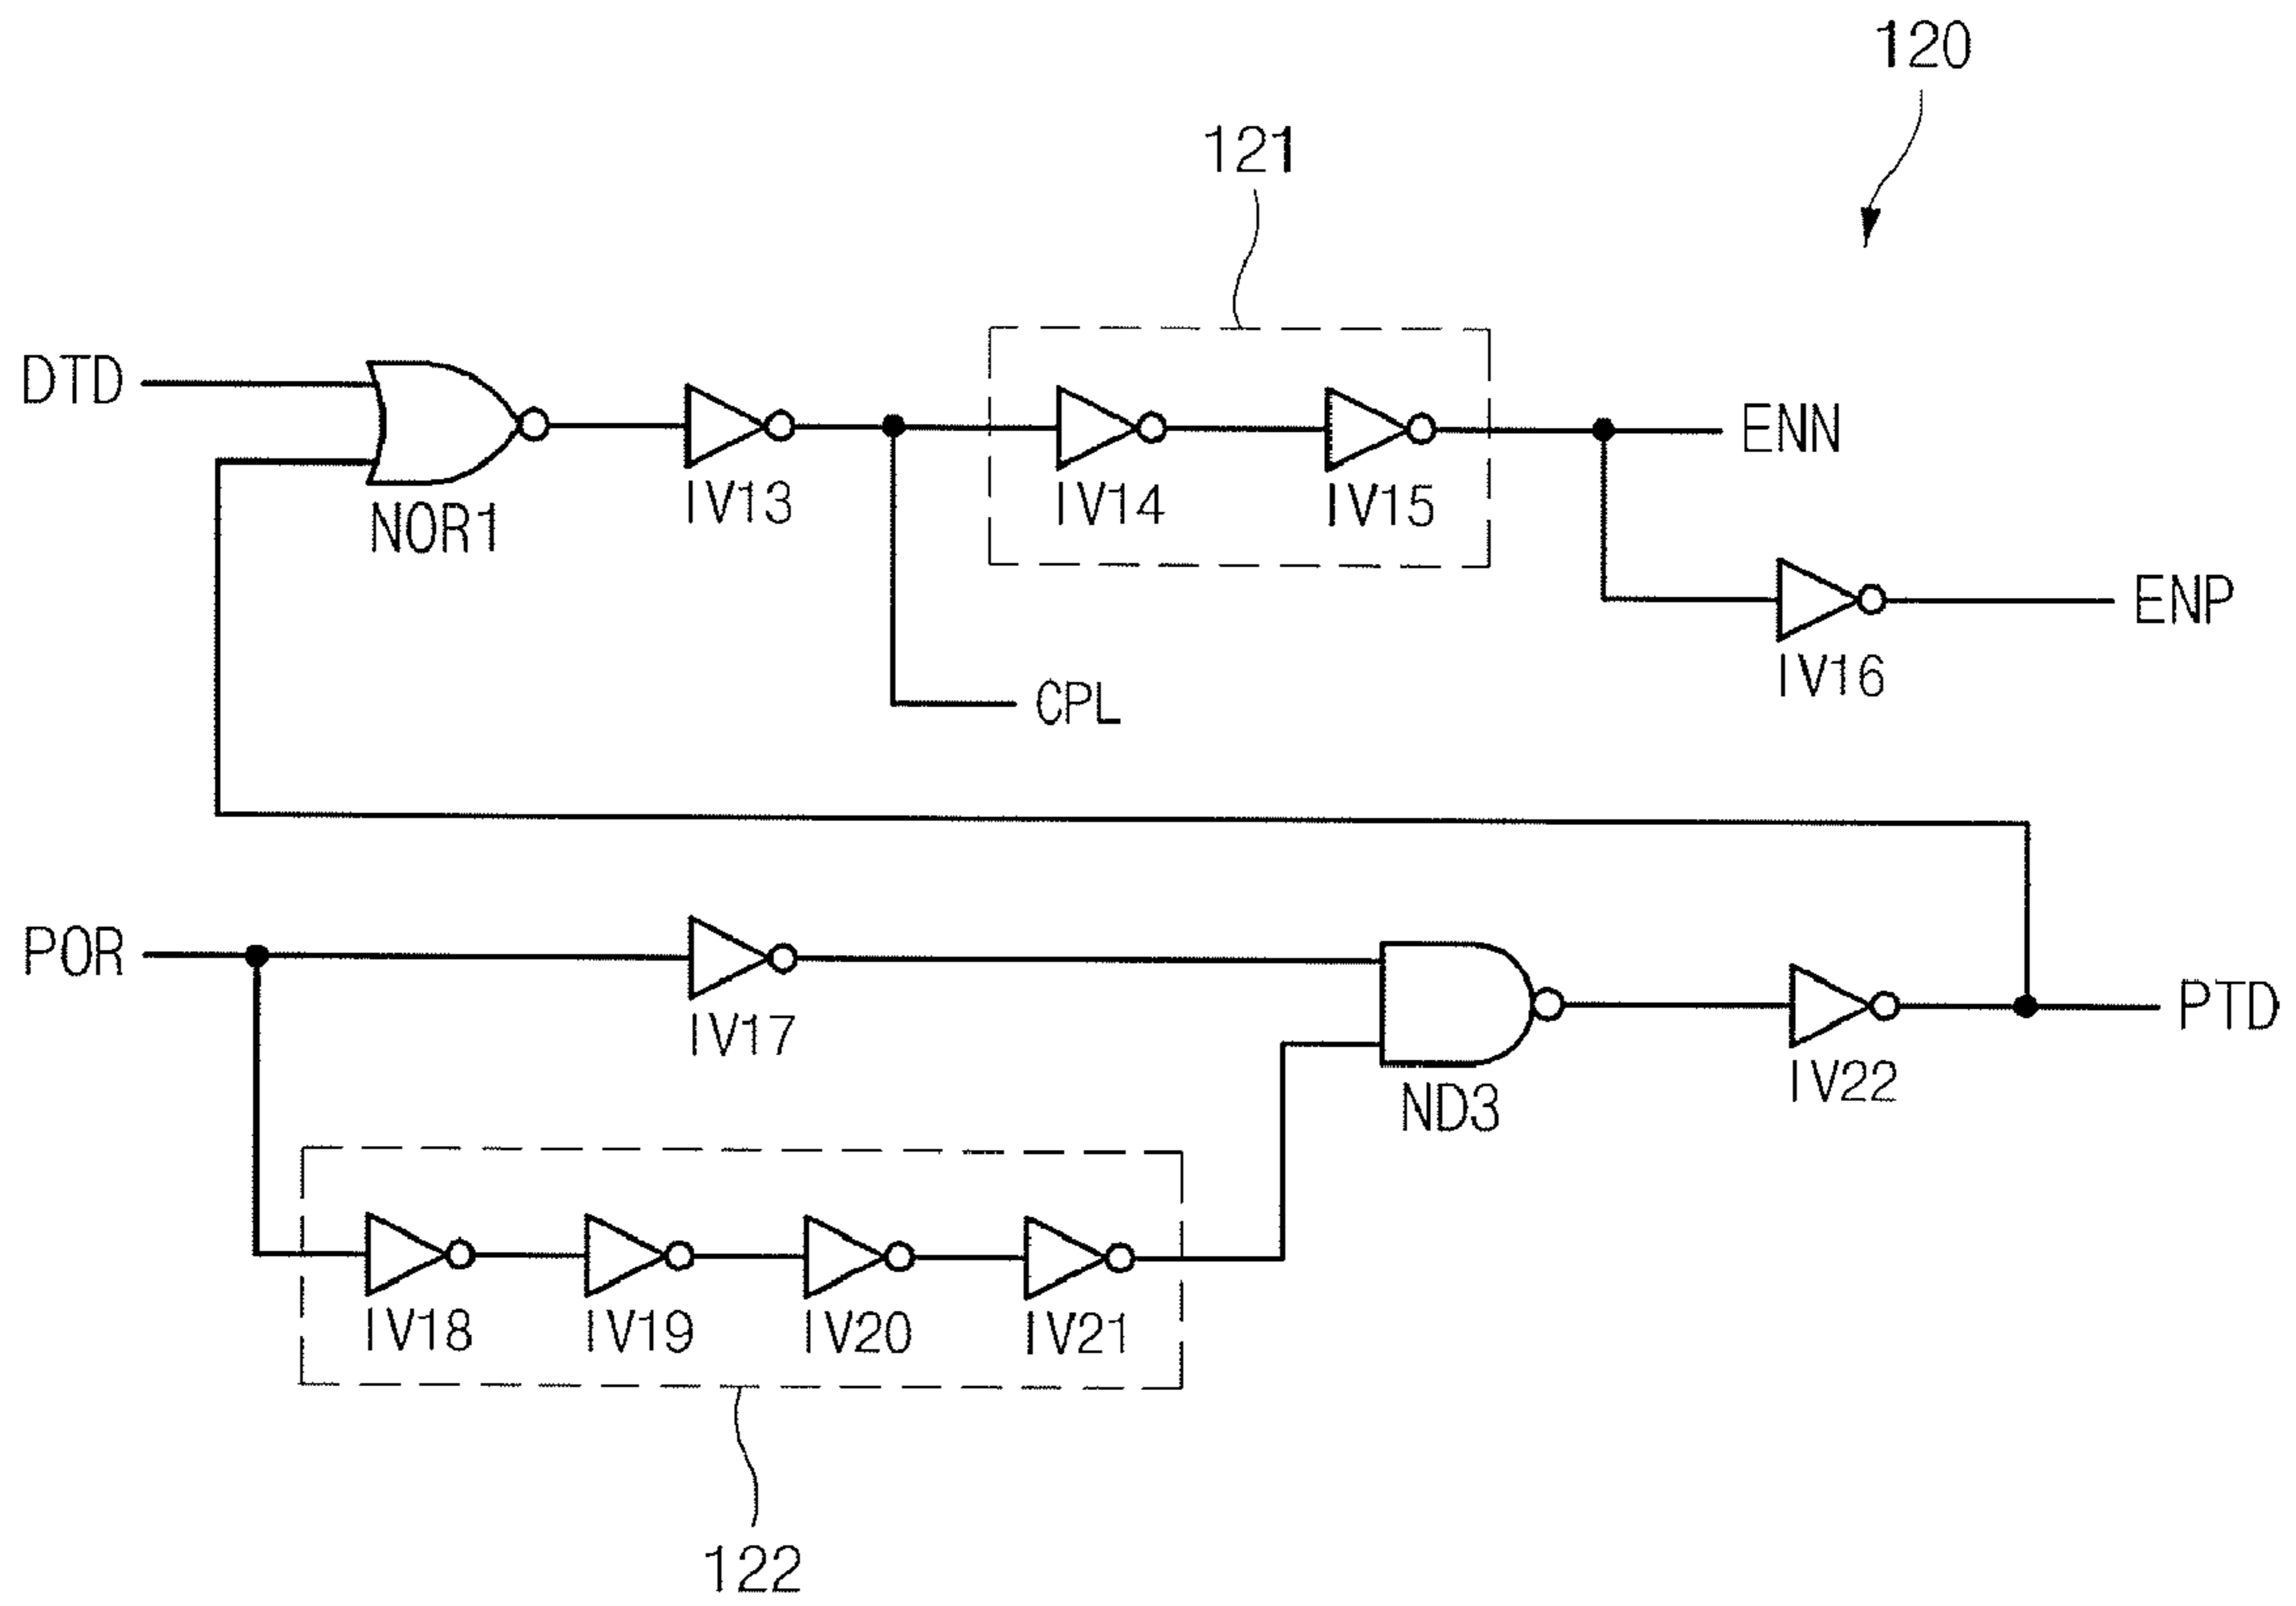 120
121
DTD
NOR1
IV13
IV14
IV15
ENN
ENP
IV16
CPL
POR
IV17
ND3
IV22
PTD
IV18
IV19
IV20
IV21
122